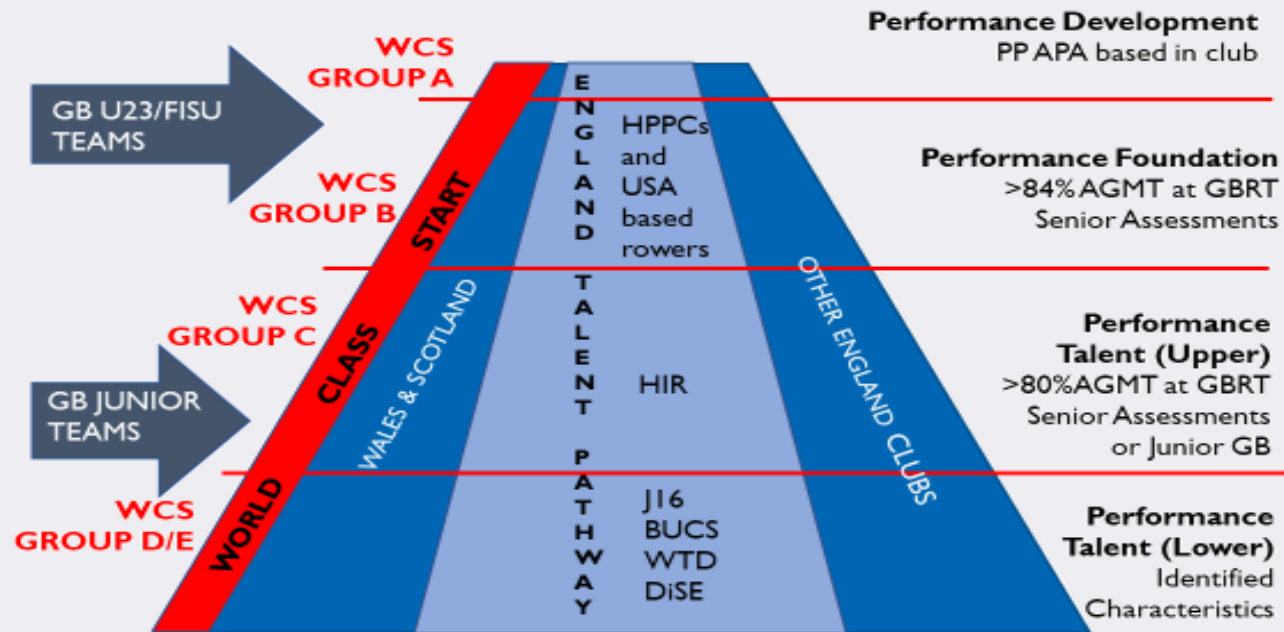 WCS
GROUP A
GB U23/FISU
TEAMS
WCS
GROUP B
WCS
GROUP C
GB JUNIOR
TEAMS
WCS
GROUP D/E
WORLD CLASS START
WALES & SCOTLAND
ENGLAND TALENT PATHWAY
HPPCs
and
USA
based
rowers
HIR
J16
BUCS
WTD
DiSE
OTHER ENGLAND CLUBS
Performance Development
PP APA based in club
Performance Foundation
>84% AGMT at GBRT
Senior Assessments
Performance
Talent (Upper)
>80%AGMT at GBRT
Senior Assessments
or Junior GB
Performance
Talent (Lower)
Identified
Characteristics